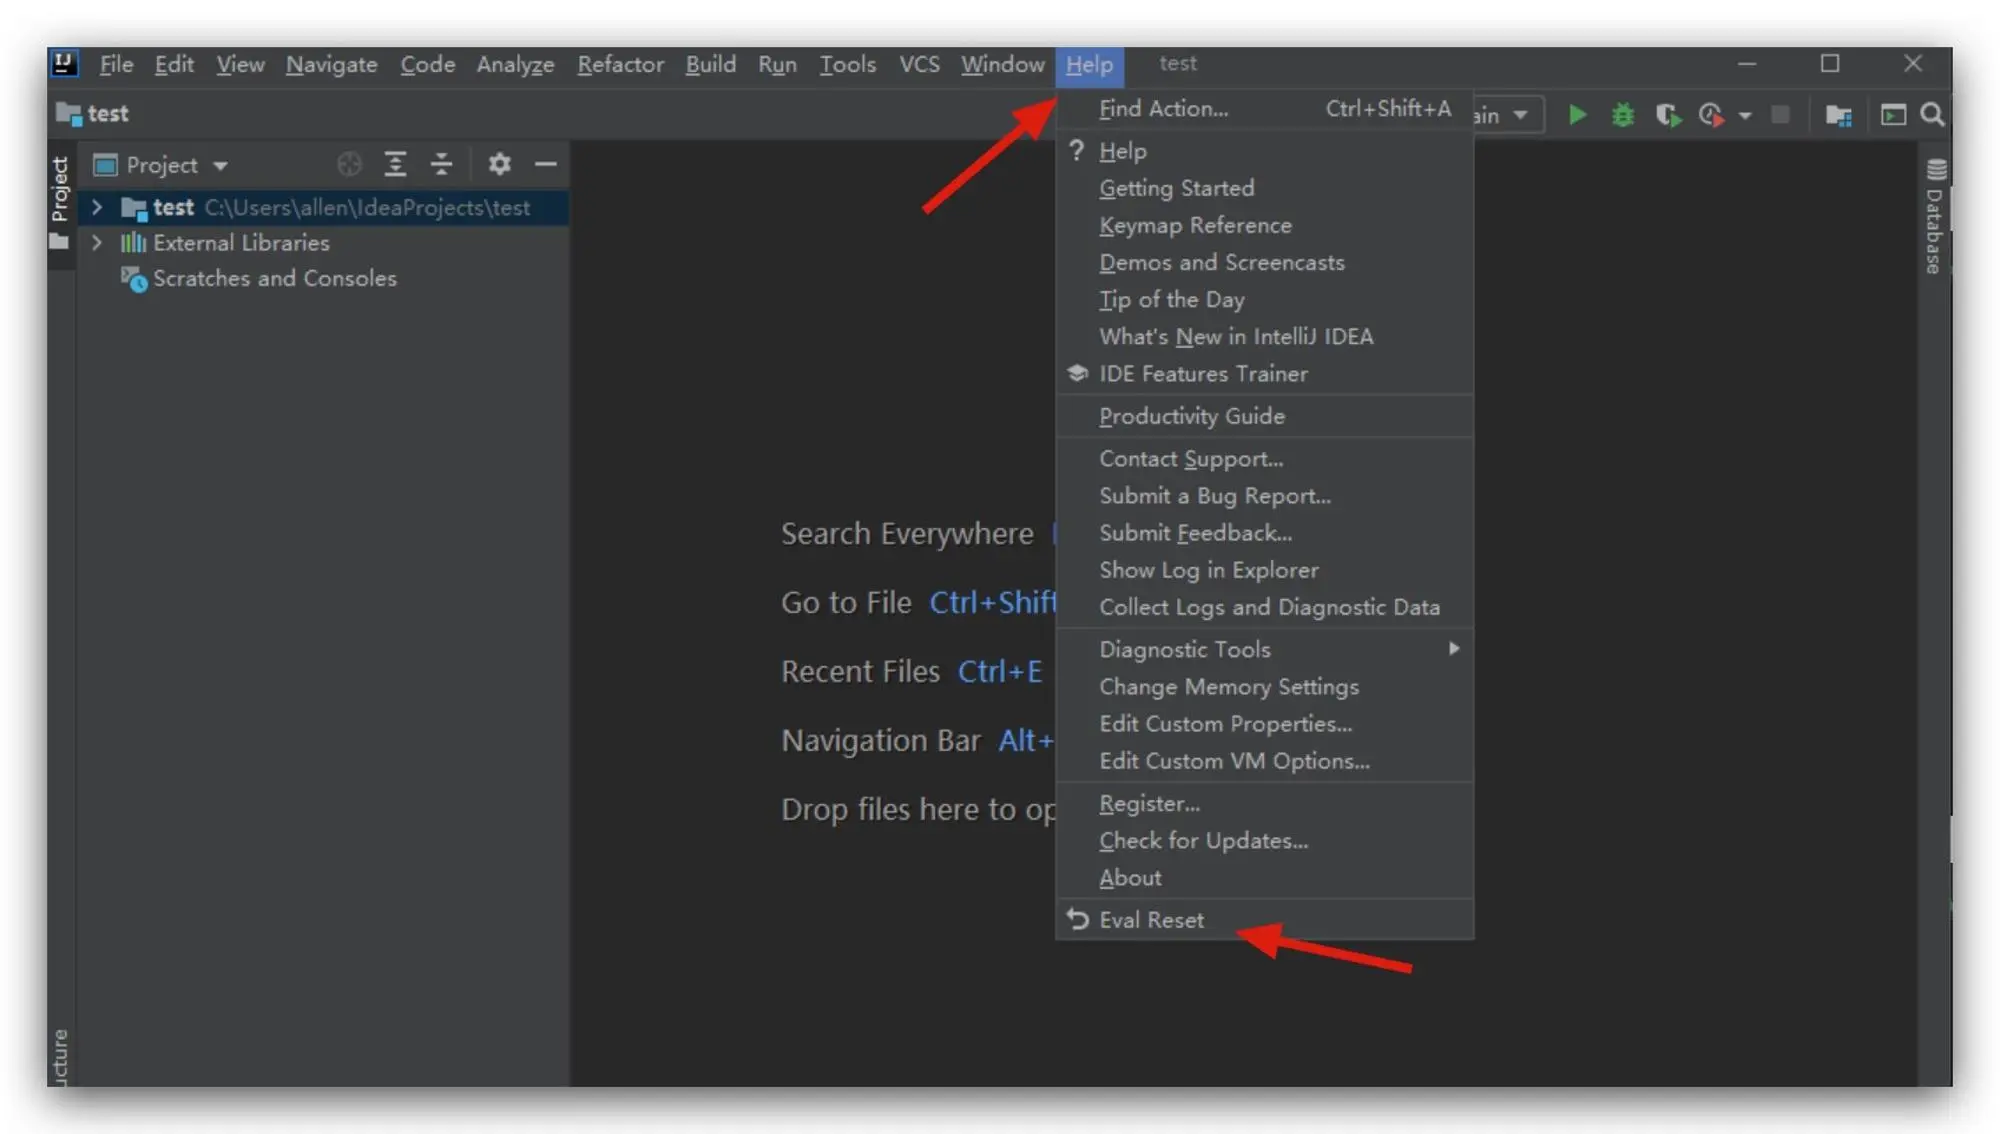 IJ File Edit View Navigate Code Analyze Refactor Build Run Tools VCS Window Help test
test
Project
Project
test C:\Users\allen\IdeaProjects\test
External Libraries
Scratches and Consoles
Search Everywhere
Go to File Ctrl+Shift
Recent Files Ctrl+E
Navigation Bar Alt+
Drop files here to op
Find Action... Ctrl+Shift+A
ain
? Help
Getting Started
Keymap Reference
Demos and Screencasts
Tip of the Day
What's New in IntelliJ IDEA
IDE Features Trainer
Productivity Guide
Contact Support...
Submit a Bug Report...
Submit Feedback...
Show Log in Explorer
Collect Logs and Diagnostic Data
Diagnostic Tools
Change Memory Settings
Edit Custom Properties...
Edit Custom VM Options...
Register...
Check for Updates...
About
Eval Reset
Database
ucture